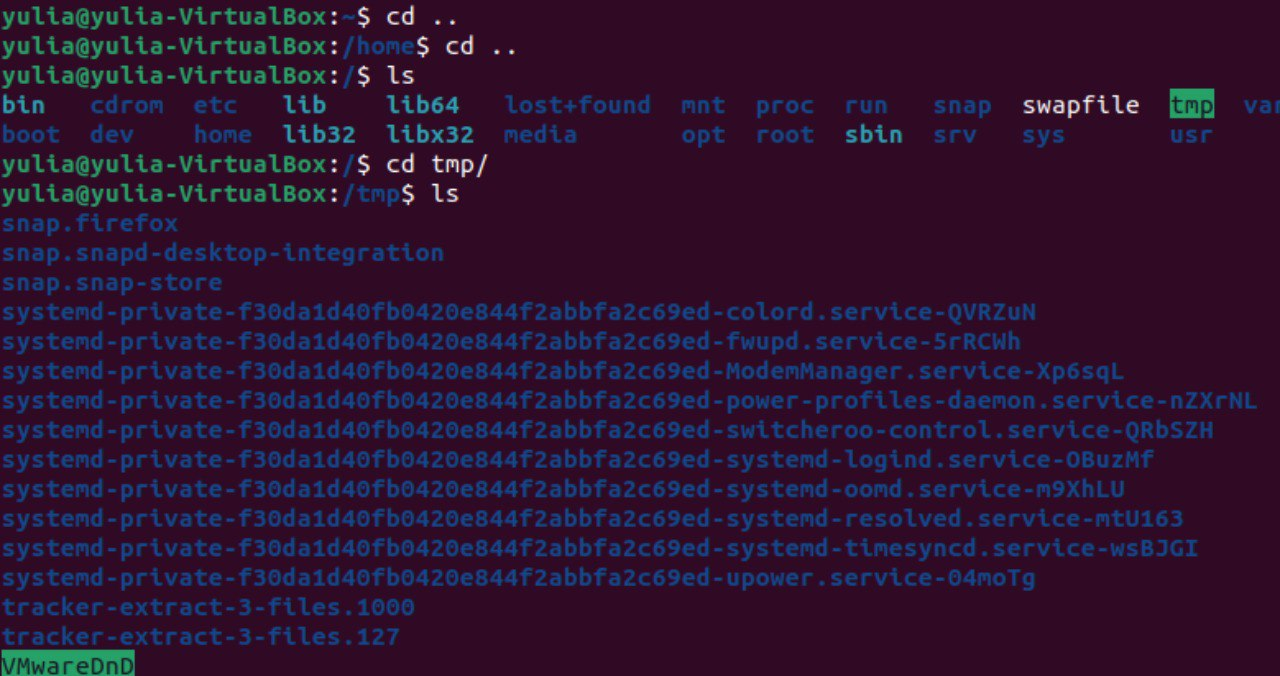 yulia@yulia-VirtualBox:~$ cd ..
yulia@yulia-VirtualBox:/home$ cd ..
yulia@yulia-VirtualBox:/$ ls
bin cdrom etc lib lib64 lost+found mnt proc run snap swapfile tmp var
boot dev home lib32 libx32 media opt root sbin srv sys usr
yulia@yulia-VirtualBox:/$ cd tmp/
yulia@yulia-VirtualBox:/tmp$ ls
snap.firefox
snap.snapd-desktop-integration
snap.snap-store
systemd-private-f30da1d40fb0420e844f2abbfa2c69ed-colord.service-QVRZuN
systemd-private-f30da1d40fb0420e844f2abbfa2c69ed-fwupd.service-5rRCWh
systemd-private-f30da1d40fb0420e844f2abbfa2c69ed-ModemManager.service-Xp6sqL
systemd-private-f30da1d40fb0420e844f2abbfa2c69ed-power-profiles-daemon.service-nZXrNL
systemd-private-f30da1d40fb0420e844f2abbfa2c69ed-switcheroo-control.service-QRbSZH
systemd-private-f30da1d40fb0420e844f2abbfa2c69ed-systemd-logind.service-OBuzMf
systemd-private-f30da1d40fb0420e844f2abbfa2c69ed-systemd-oomd.service-m9XhLU
systemd-private-f30da1d40fb0420e844f2abbfa2c69ed-systemd-resolved.service-mtU163
systemd-private-f30da1d40fb0420e844f2abbfa2c69ed-systemd-timesyncd.service-wsBJGI
systemd-private-f30da1d40fb0420e844f2abbfa2c69ed-upower.service-04moTg
tracker-extract-3-files.1000
tracker-extract-3-files.127
VMwareDnD